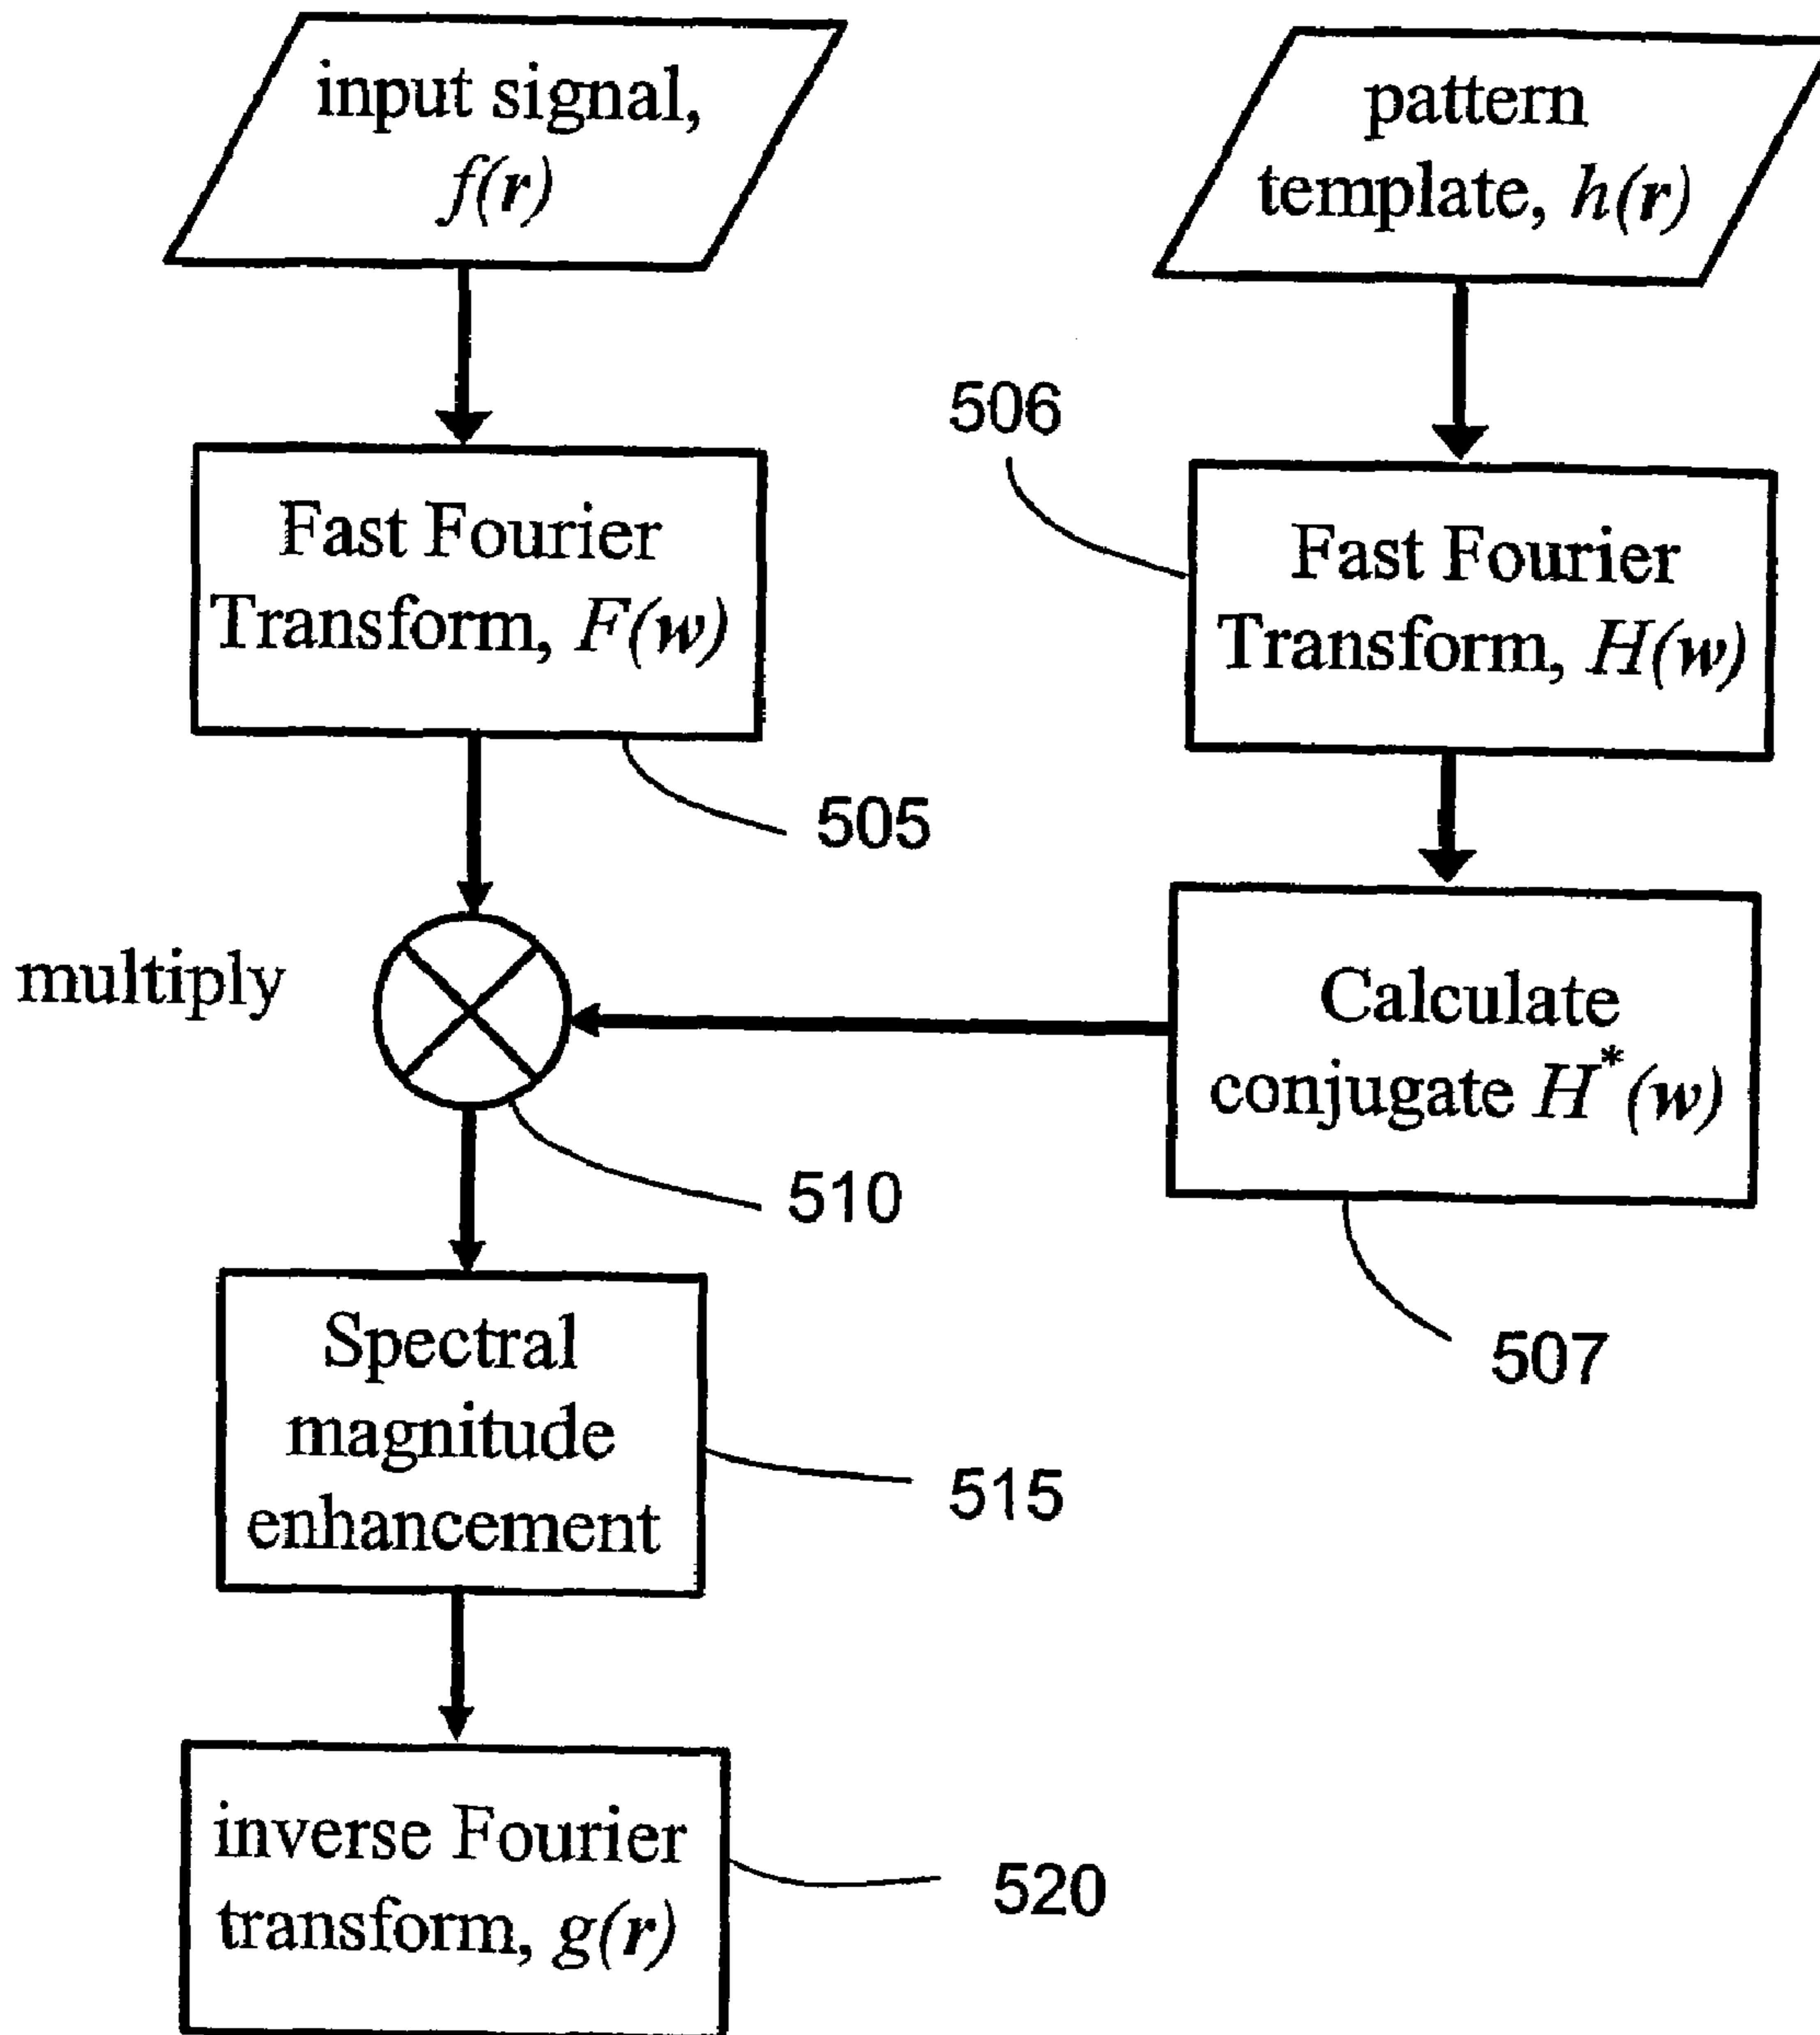 input signal,
f(r)
pattern
template, h(r)
506
Fast Fourier
Transform, F(w)
Fast Fourier
Transform, H(w)
505
multiply
Calculate
conjugate H*(w)
510
Spectral
magnitude
enhancement
507
515
inverse Fourier
transform, g(r)
520